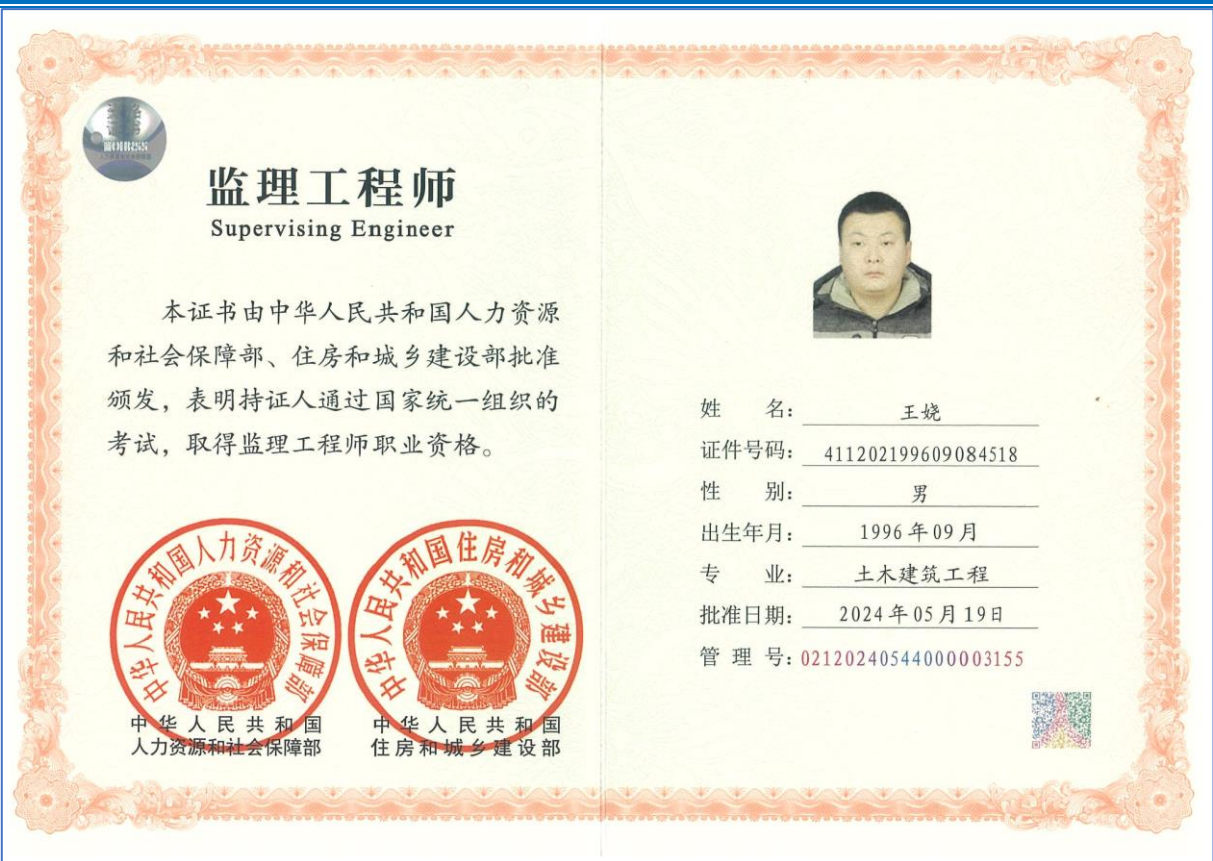 监理工程师
Supervising Engineer
本证书由中华人民共和国人力资源
和社会保障部、住房和城乡建设部批准
颁发，表明持证人通过国家统一组织的
考试，取得监理工程师职业资格。
中华人民共和国人力资源和社会保障部
中华人民共和国
人力资源和社会保障部
中华人民共和国住房和城乡建设部
中华人民共和国
住房和城乡建设部
姓 名： 王娆
证件号码： 411202199609084518
性 别： 男
出生年月： 1996年09月
专 业： 土木建筑工程
批准日期： 2024年05月19日
管 理 号：02120240544000003155